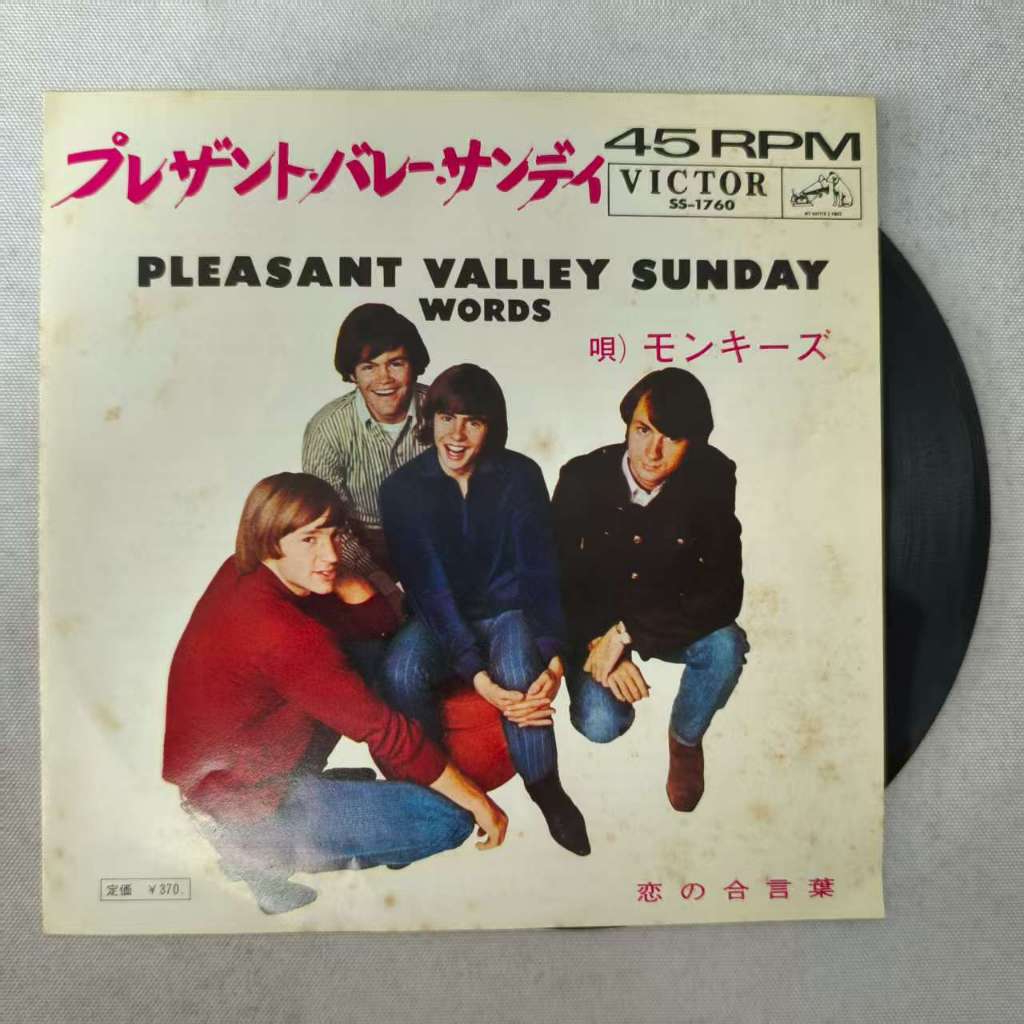 プレザント・バレー・サンデイ
45 RPM
VICTOR
SS-1760
PLEASANT VALLEY SUNDAY
WORDS
唄) モンキーズ
定価 ¥370.
恋の合言葉